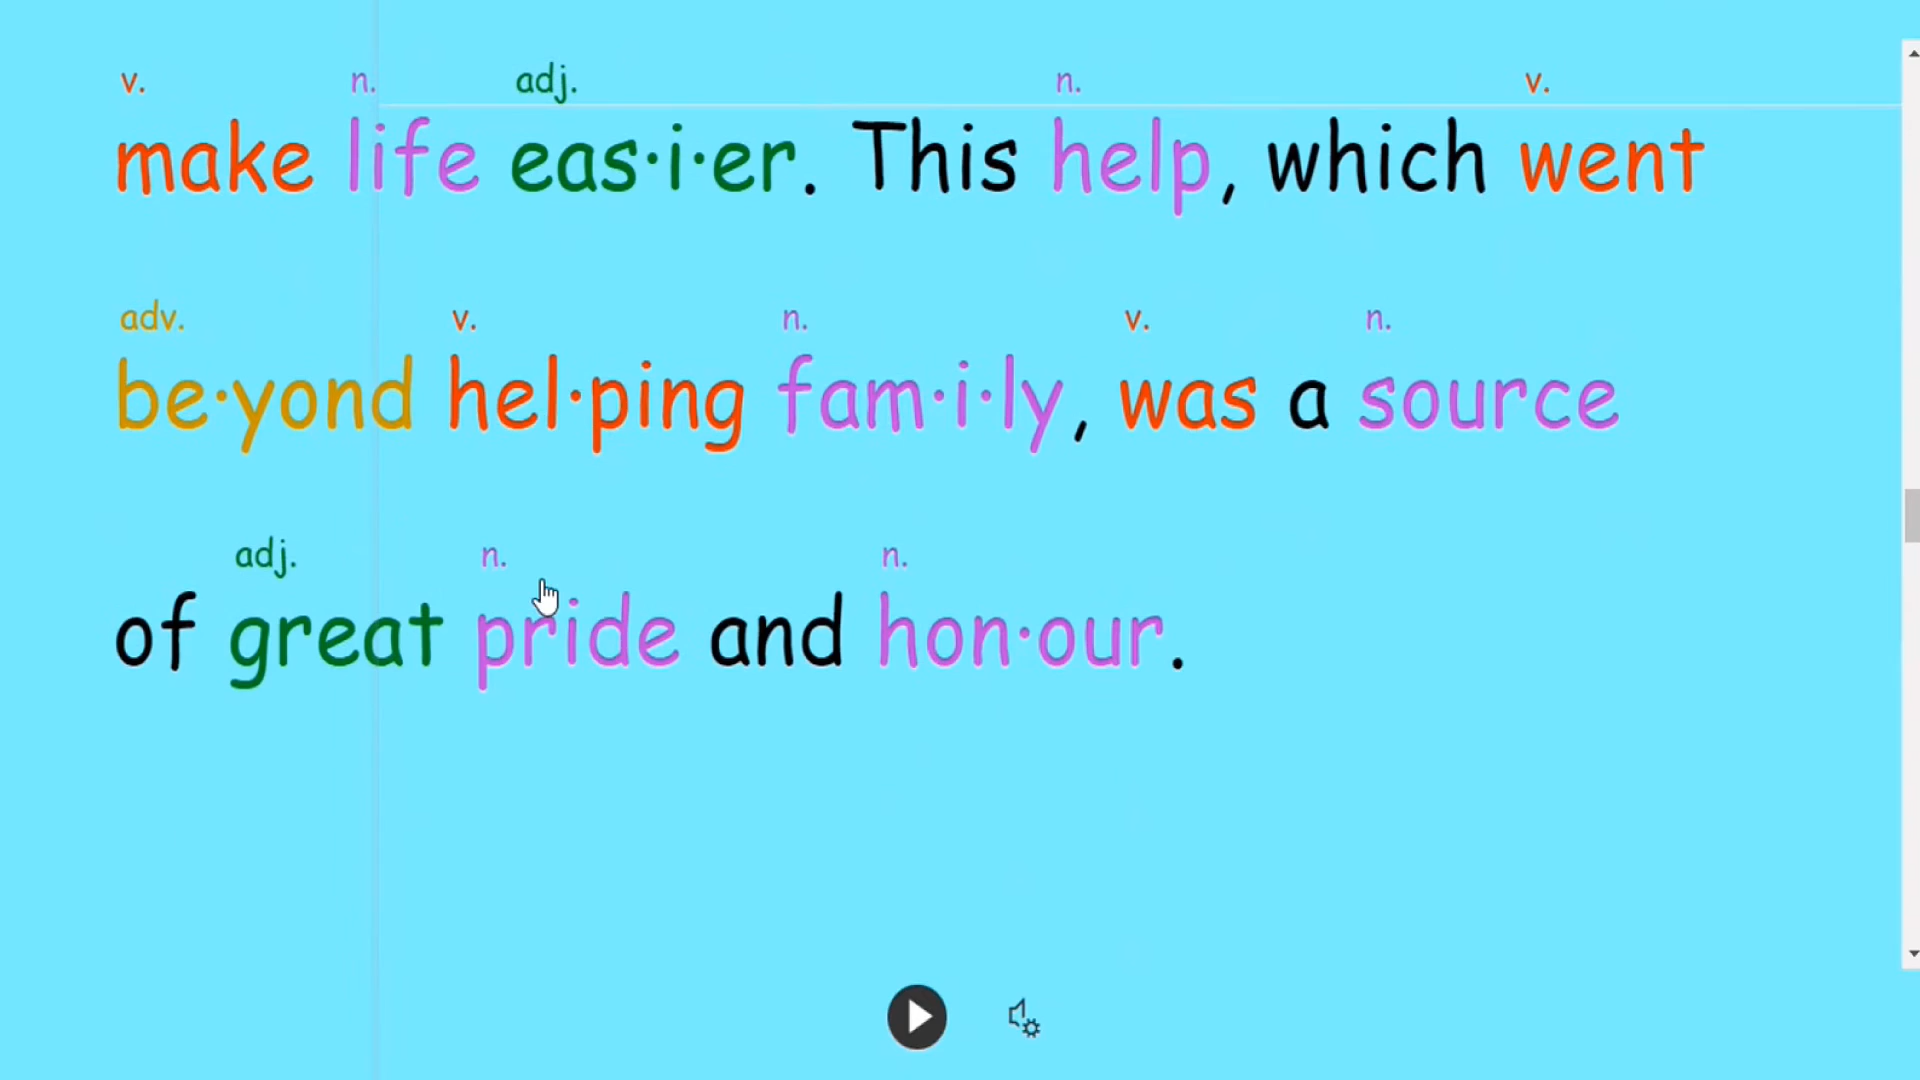 v. n. adj. n. v.
make life eas·i·er. This help, which went
adv. v. n. v. n.
be·yond hel·ping fam·i·ly, was a source
adj. n. n.
of great pride and hon·our.